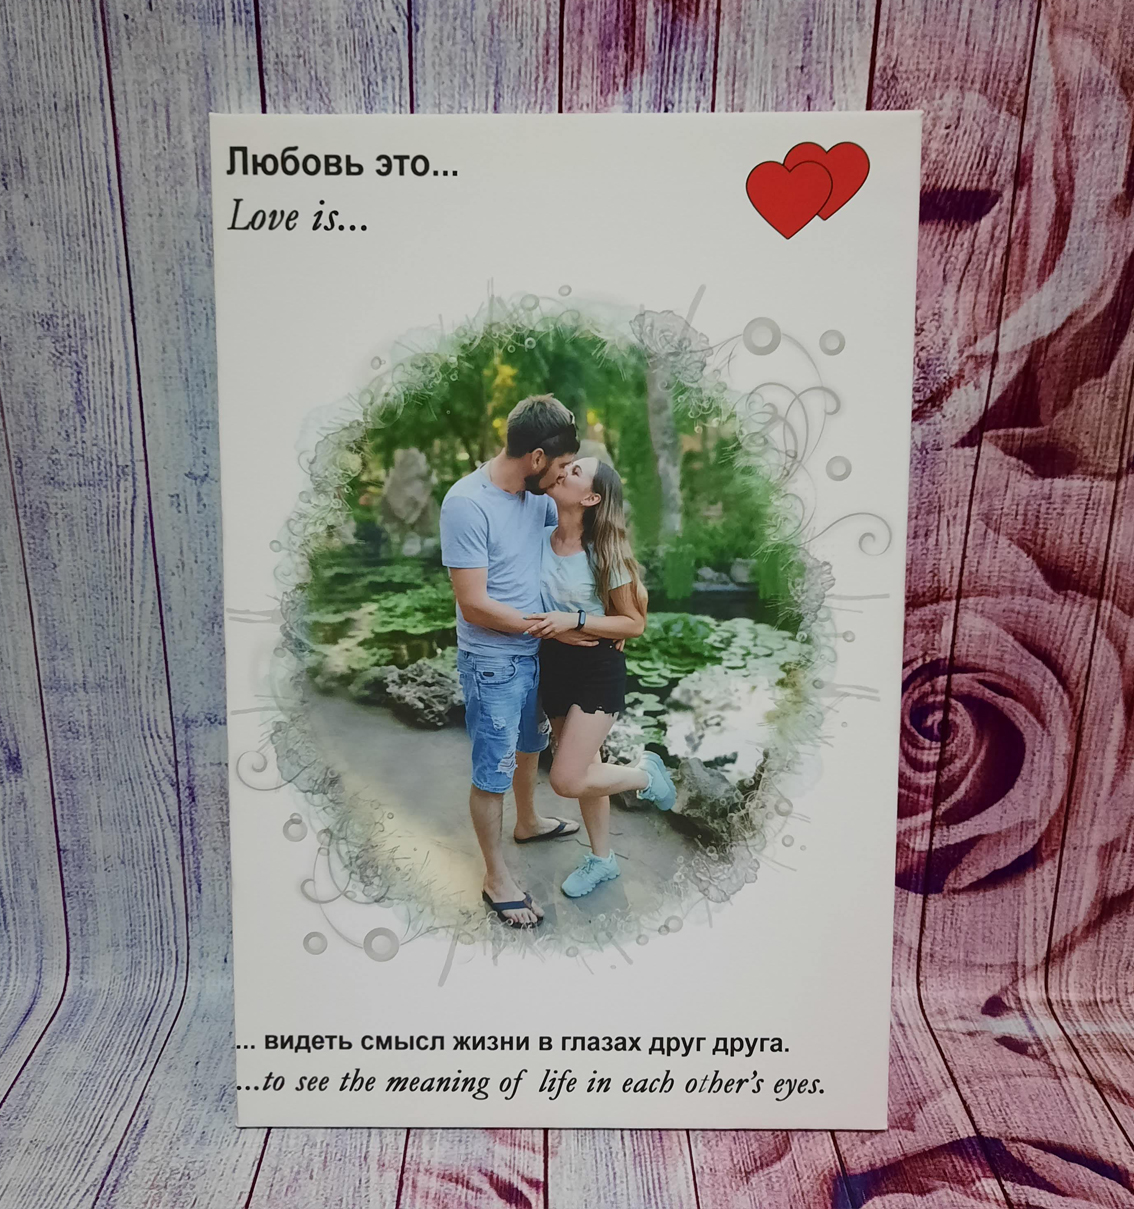 Любовь это...
Love is...
... видеть смысл жизни в глазах друг друга.
...to see the meaning of life in each other's eyes.